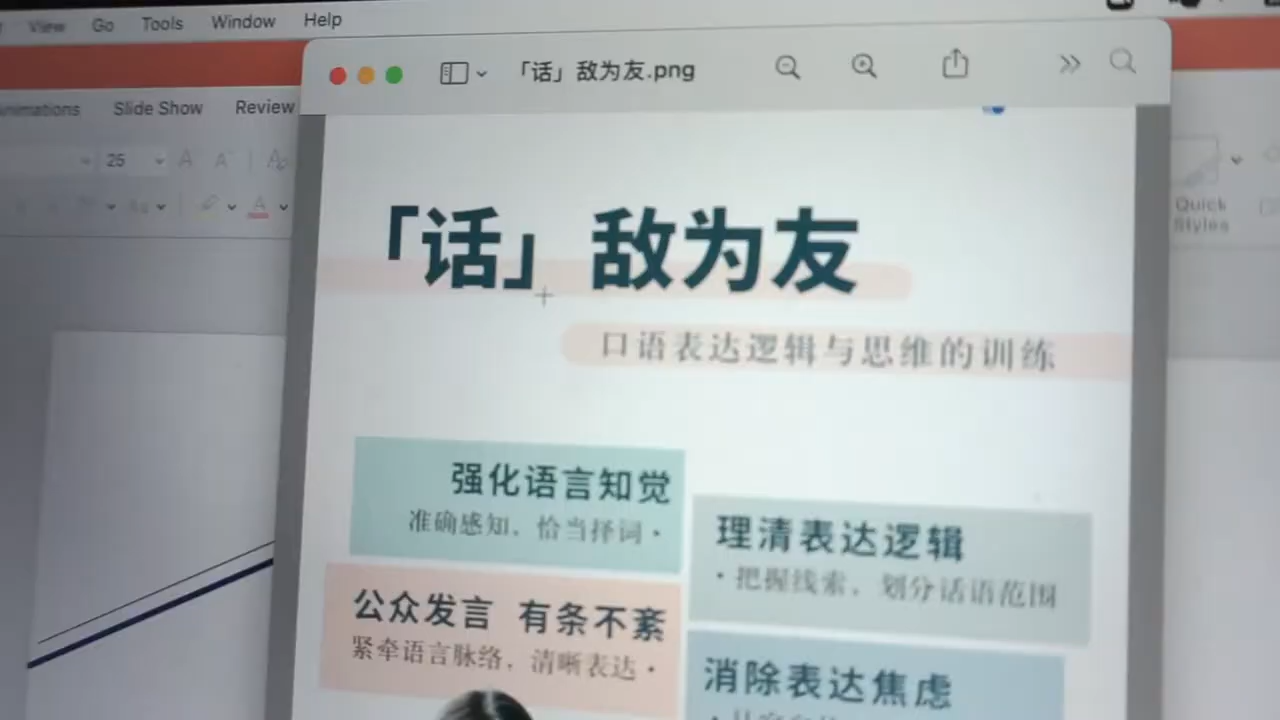 View Go Tools Window Help
「话」敌为友.png
Slide Show Review
25
Quick
Styles
「话」敌为友
口语表达逻辑与思维的训练
强化语言知觉
准确感知，恰当择词·
理清表达逻辑
·把握线索，划分话语范围
公众发言 有条不紊
紧牵语言脉络，清晰表达·
消除表达焦虑